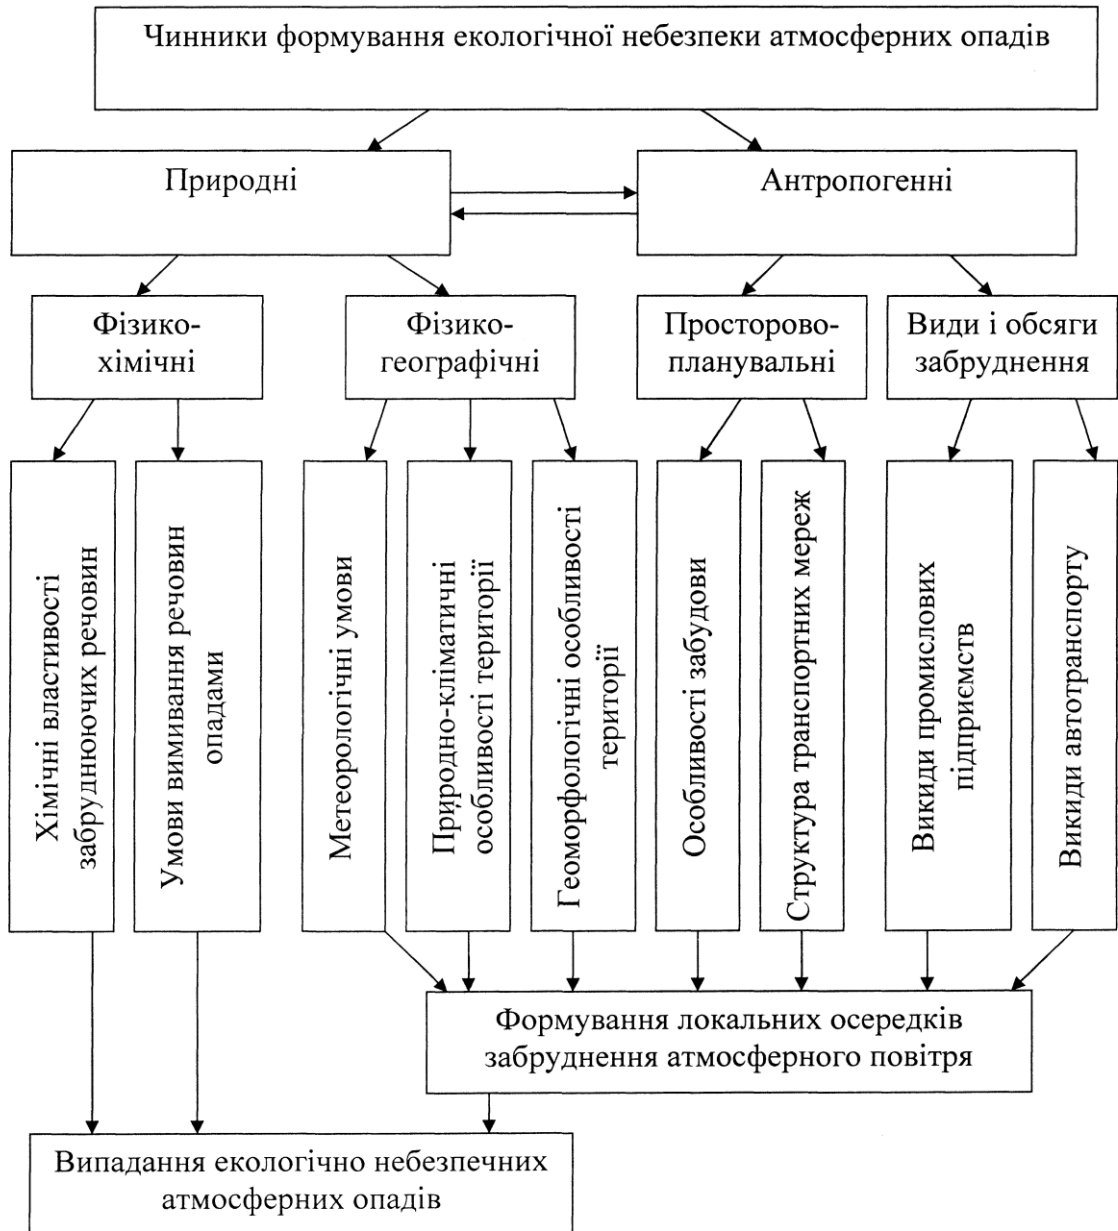 Чинники формування екологічної небезпеки атмосферних опадів
Природні
Антропогенні
Фізико-
хімічні
Фізико-
географічні
Просторово-
планувальні
Види і обсяги
забруднення
Хімічні властивості
забруднюючих речовин
Умови вимивання речовин
опадами
Метеорологічні умови
Природно-кліматичні
особливості території
Геоморфологічні особливості
території
Особливості забудови
Структура транспортних мереж
Викиди промислових
підприємств
Викиди автотранспорту
Формування локальних осередків
забруднення атмосферного повітря
Випадання екологічно небезпечних
атмосферних опадів